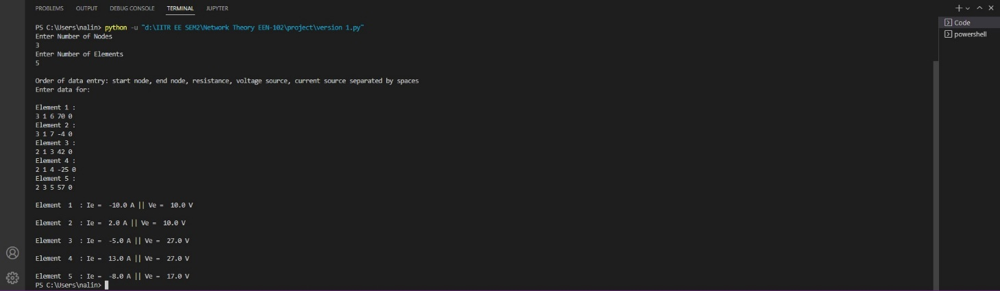 PROBLEMS OUTPUT DEBUG CONSOLE TERMINAL JUPYTER
PS C:\Users\nalin> python -u "d:\IITR EE SEM2\Network Theory EEN-102\project\version 1.py"
Enter Number of Nodes
3
Enter Number of Elements
5
Order of data entry: start node, end node, resistance, voltage source, current source separated by spaces
Enter data for:
Element 1 :
3 1 6 70 0
Element 2 :
3 1 7 -4 0
Element 3 :
2 1 3 42 0
Element 4 :
2 1 4 -25 0
Element 5 :
2 3 5 57 0
Element 1 : Ie = -10.0 A || Ve = 10.0 V
Element 2 : Ie = 2.0 A || Ve = 10.0 V
Element 3 : Ie = -5.0 A || Ve = 27.0 V
Element 4 : Ie = 13.0 A || Ve = 27.0 V
Element 5 : Ie = -8.0 A || Ve = 17.0 V
PS C:\Users\nalin>
Code
powershell